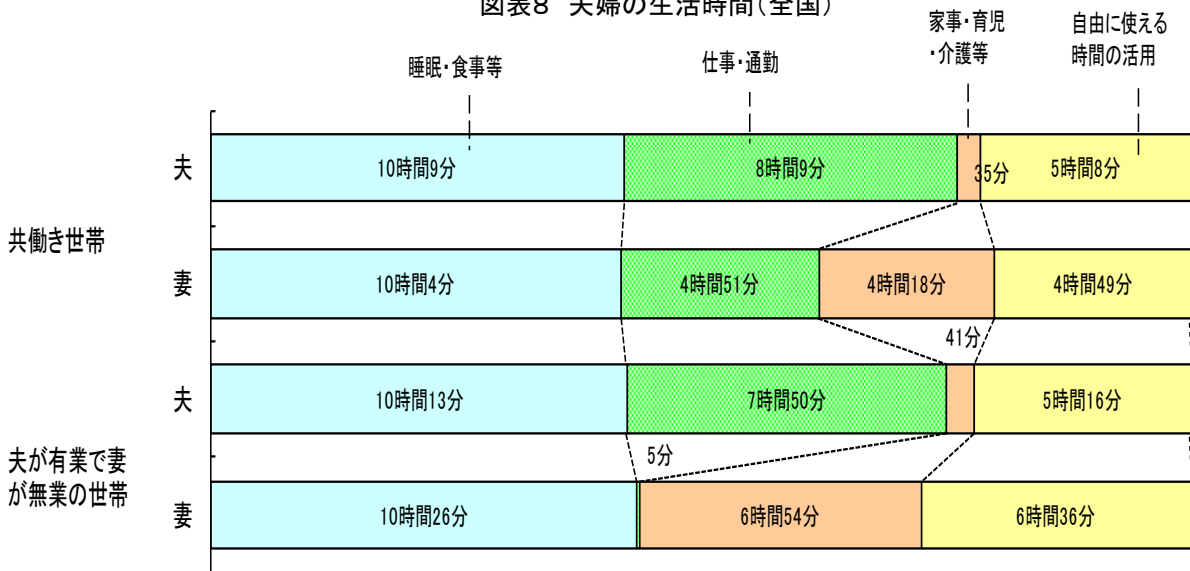 図表8 夫婦の生活時間(全国)
睡眠・食事等
仕事・通勤
家事・育児
・介護等
自由に使える
時間の活用
共働き世帯
夫
10時間9分
8時間9分
35分
5時間8分
妻
10時間4分
4時間51分
4時間18分
4時間49分
夫が有業で妻
が無業の世帯
夫
10時間13分
7時間50分
41分
5時間16分
妻
10時間26分
5分
6時間54分
6時間36分